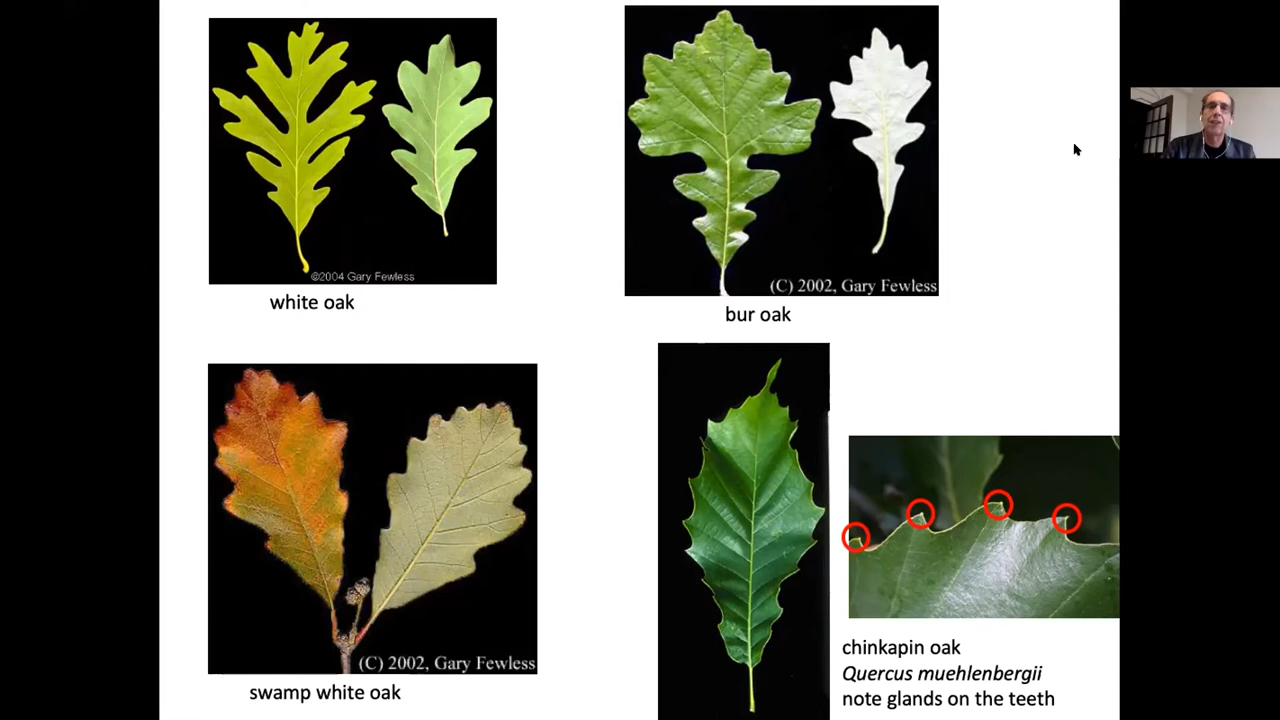 ©2004 Gary Fewless
white oak
(C) 2002, Gary Fewless
bur oak
(C) 2002, Gary Fewless
swamp white oak
chinkapin oak
Quercus muehlenbergii
note glands on the teeth